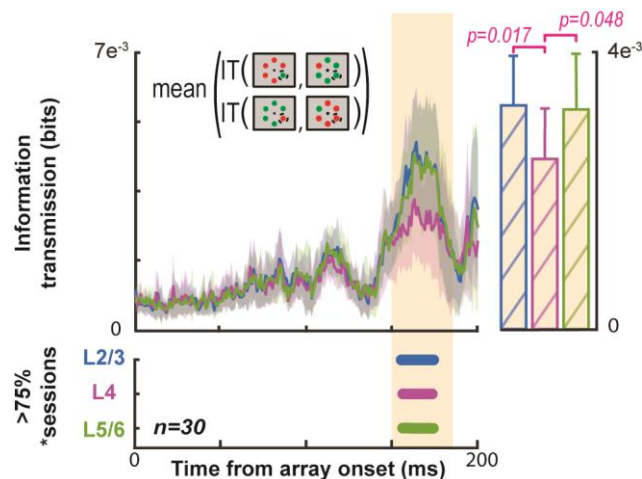 p=0.048
p=0.017
7e-3
4e-3
mean
IT( , )
IT( , )
Information
transmission (bits)
0
0
>75%
*sessions
L2/3
L4
L5/6
n=30
0
200
Time from array onset (ms)